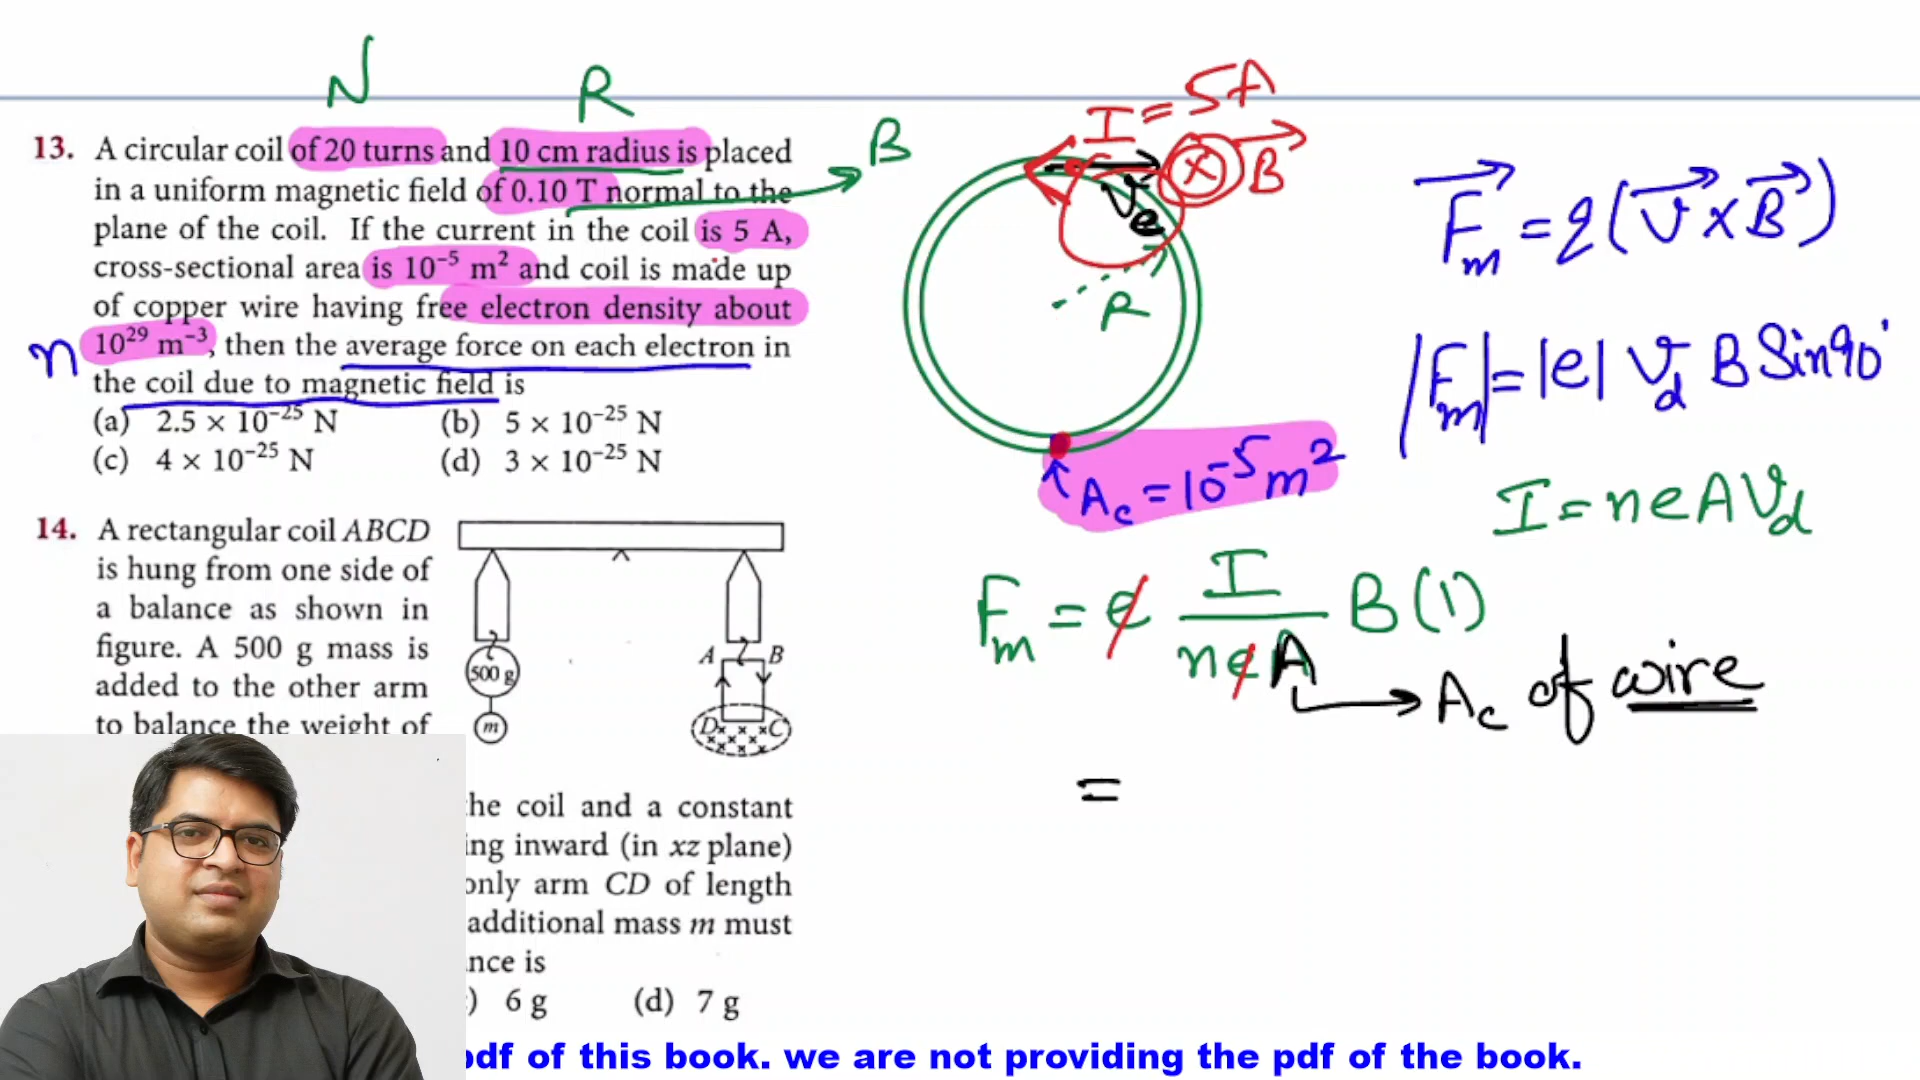 N
R
B
13. A circular coil of 20 turns and 10 cm radius is placed
in a uniform magnetic field of 0.10 T normal to the
plane of the coil. If the current in the coil is 5 A,
cross-sectional area is 10⁻⁵ m² and coil is made up
of copper wire having free electron density about
n 10²⁹ m⁻³, then the average force on each electron in
the coil due to magnetic field is
(a) 2.5 × 10⁻²⁵ N (b) 5 × 10⁻²⁵ N
(c) 4 × 10⁻²⁵ N (d) 3 × 10⁻²⁵ N
14. A rectangular coil ABCD
is hung from one side of
a balance as shown in
figure. A 500 g mass is
added to the other arm
to balance the weight of
500 g
m
A B
D C
he coil and a constant
ing inward (in xz plane)
only arm CD of length
additional mass m must
nce is
) 6 g (d) 7 g
I = 5A
× B
Ve
R
Ac = 10⁻⁵ m²
Fm = q (v × B)
|Fm| = |e| vd B Sin90°
I = neAVd
Fm = e I/neA B (1)
Ac of wire
=
pdf of this book. we are not providing the pdf of the book.